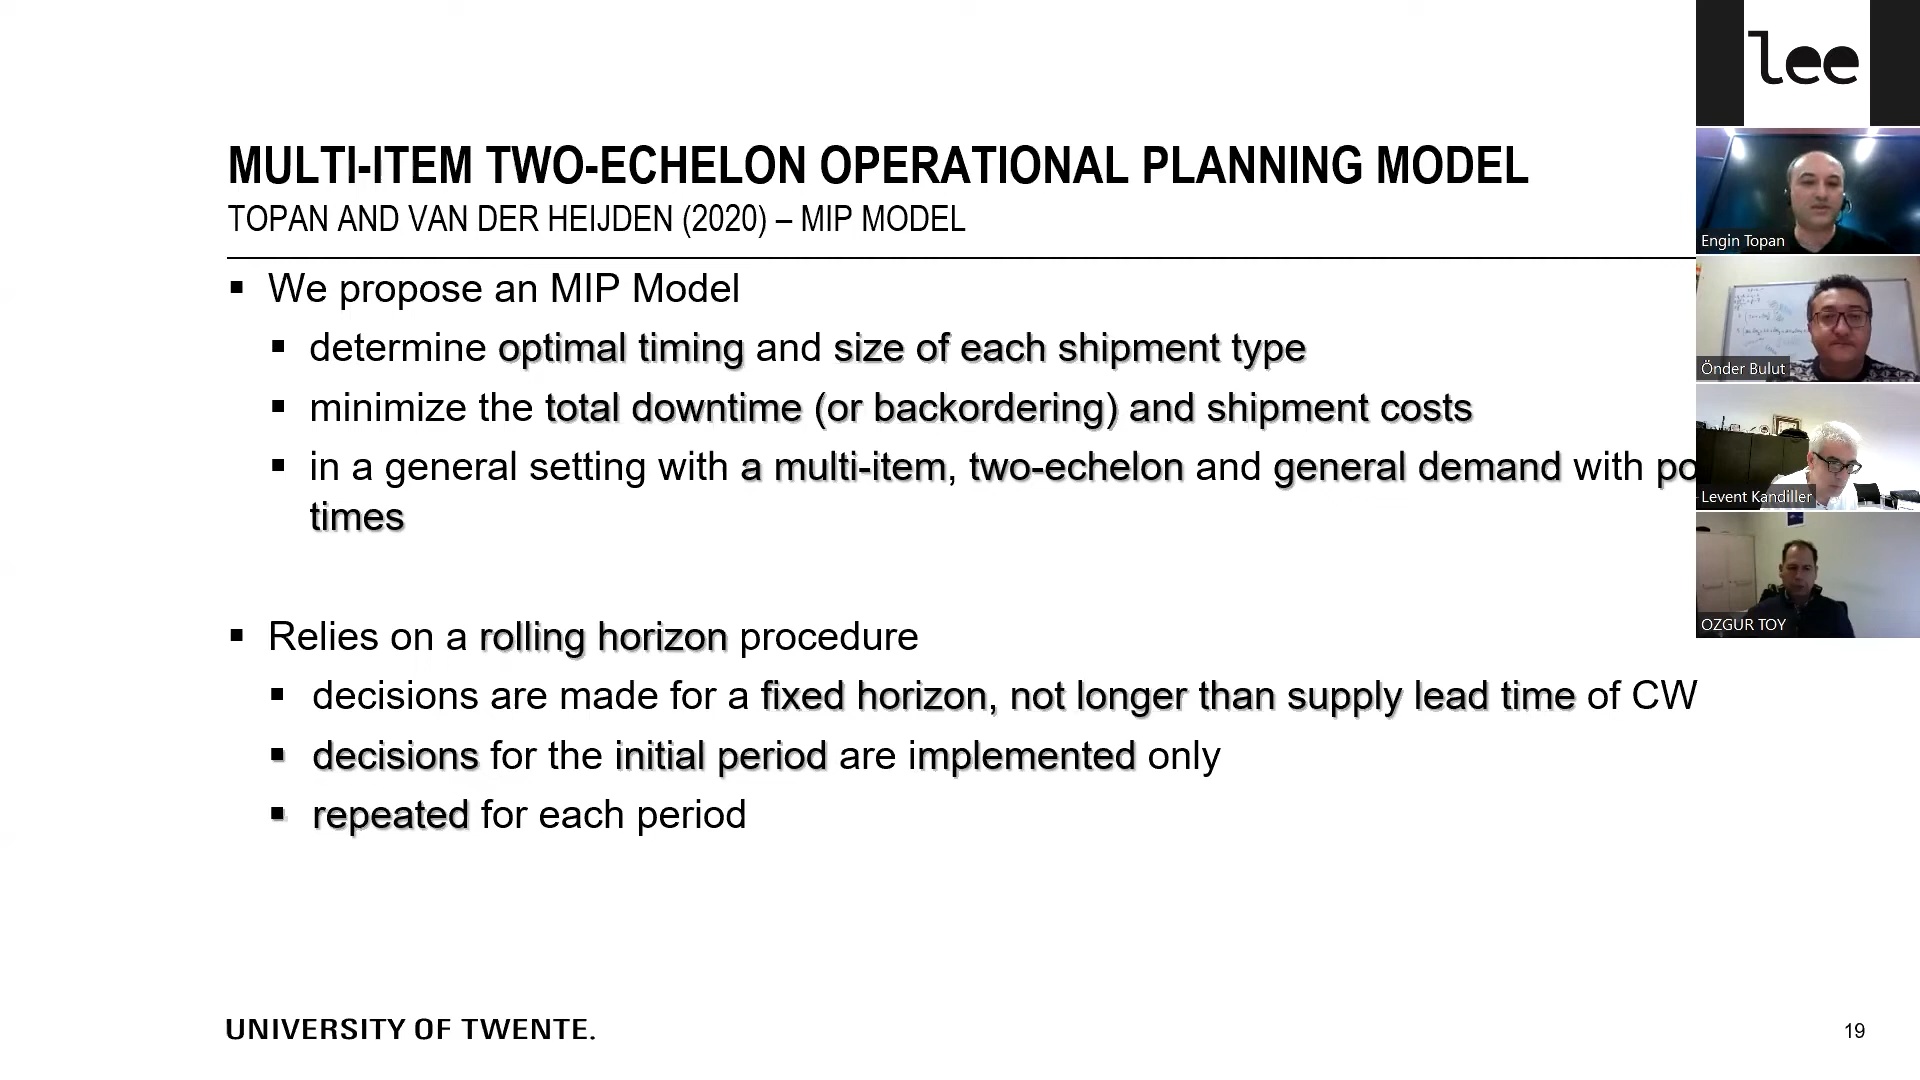 lee
MULTI-ITEM TWO-ECHELON OPERATIONAL PLANNING MODEL
TOPAN AND VAN DER HEIJDEN (2020) – MIP MODEL
▪ We propose an MIP Model
▪ determine optimal timing and size of each shipment type
▪ minimize the total downtime (or backordering) and shipment costs
▪ in a general setting with a multi-item, two-echelon and general demand with
times
▪ Relies on a rolling horizon procedure
▪ decisions are made for a fixed horizon, not longer than supply lead time of CW
▪ decisions for the initial period are implemented only
▪ repeated for each period
UNIVERSITY OF TWENTE.
19
Engin Topan
Önder Bulut
Levent Kandiller
OZGUR TOY